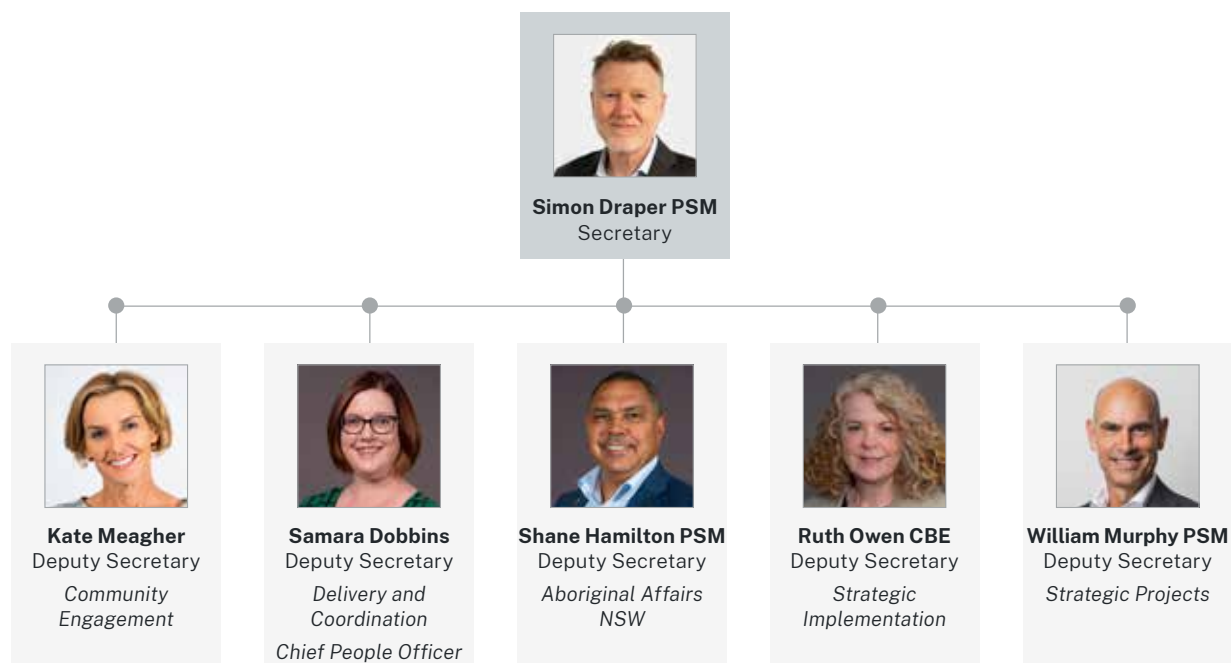 Simon Draper PSM
Secretary
Kate Meagher
Deputy Secretary
Community
Engagement
Samara Dobbins
Deputy Secretary
Delivery and
Coordination
Chief People Officer
Shane Hamilton PSM
Deputy Secretary
Aboriginal Affairs
NSW
Ruth Owen CBE
Deputy Secretary
Strategic
Implementation
William Murphy PSM
Deputy Secretary
Strategic Projects